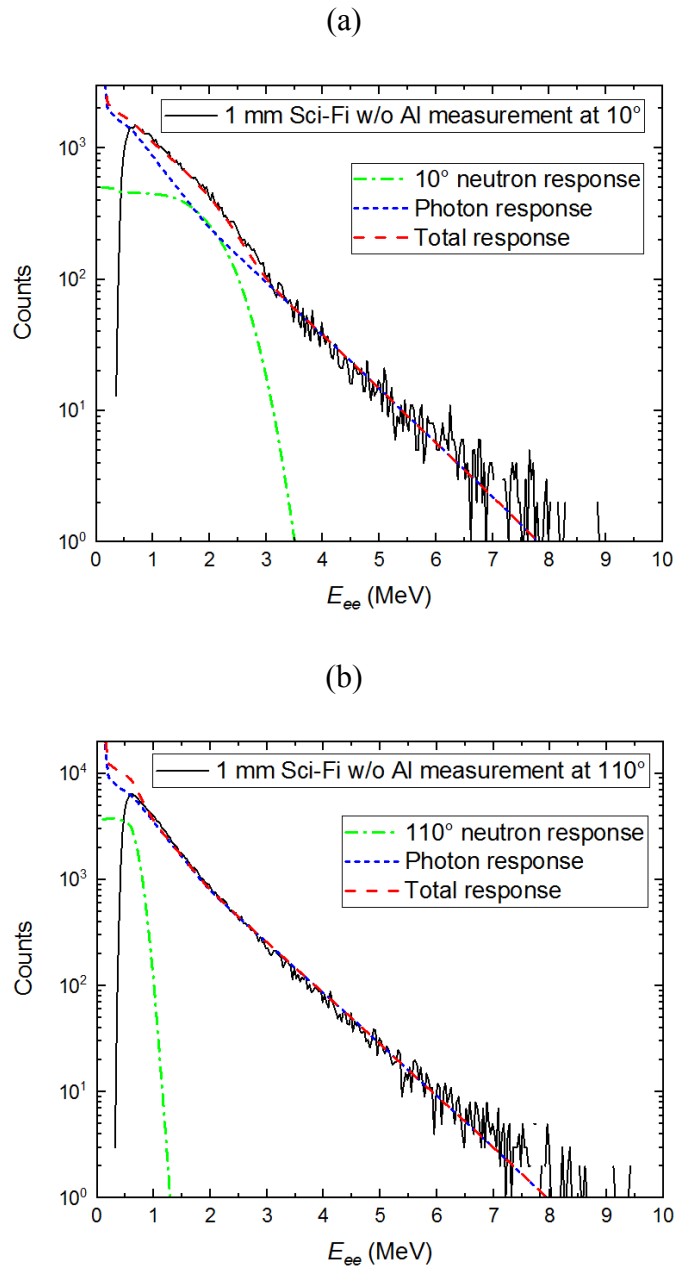 (a)
1 mm Sci-Fi w/o Al measurement at 10°
10° neutron response
Photon response
Total response
10³
10²
10¹
10⁰
Counts
0 1 2 3 4 5 6 7 8 9 10
E_ee (MeV)
(b)
1 mm Sci-Fi w/o Al measurement at 110°
110° neutron response
Photon response
Total response
10⁴
10³
10²
10¹
10⁰
Counts
0 1 2 3 4 5 6 7 8 9 10
E_ee (MeV)